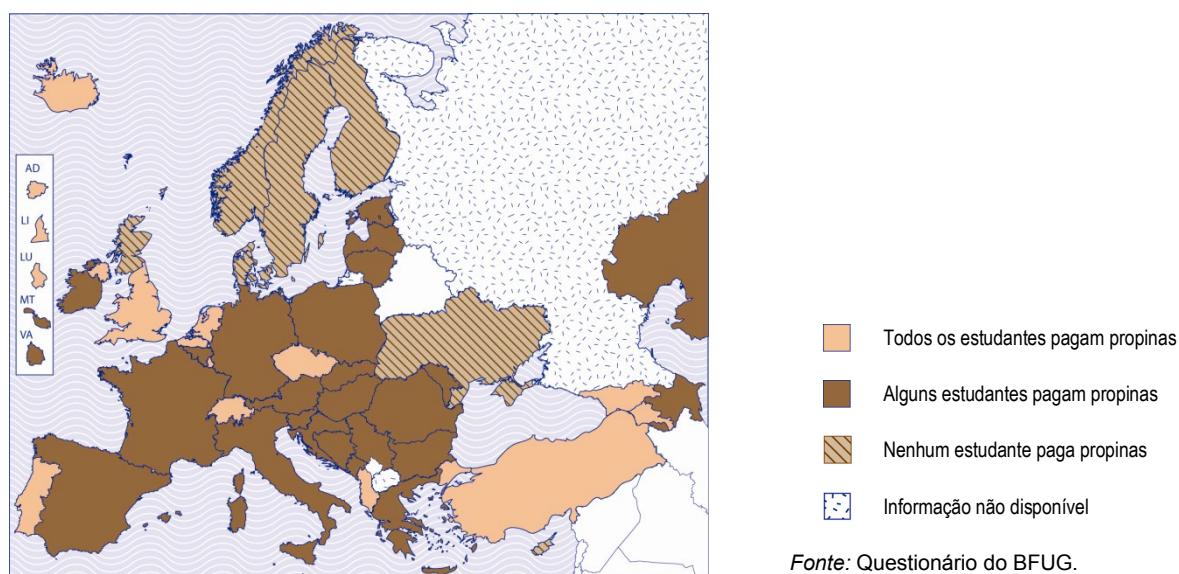 AD
LI
LU
MT
VA
Todos os estudantes pagam propinas
Alguns estudantes pagam propinas
Nenhum estudante paga propinas
Informação não disponível
Fonte: Questionário do BFUG.